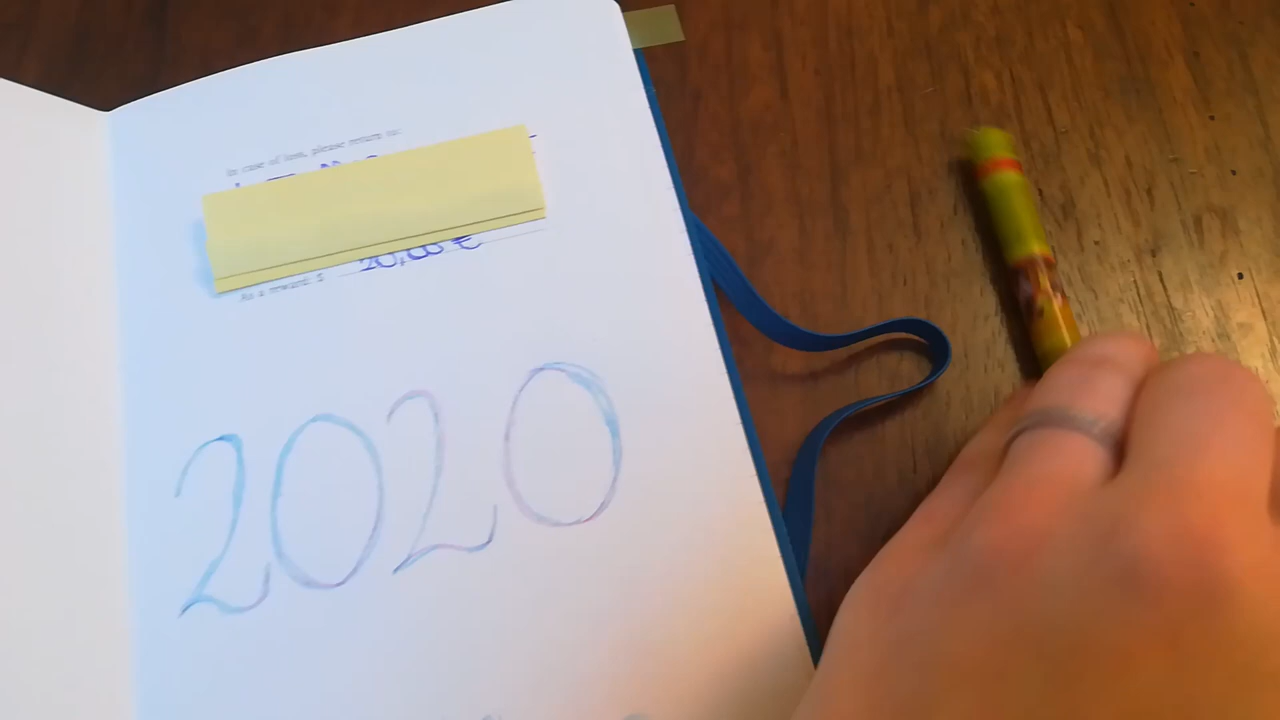 In case of loss, please return to:
20,00 €
As a reward: $
2020